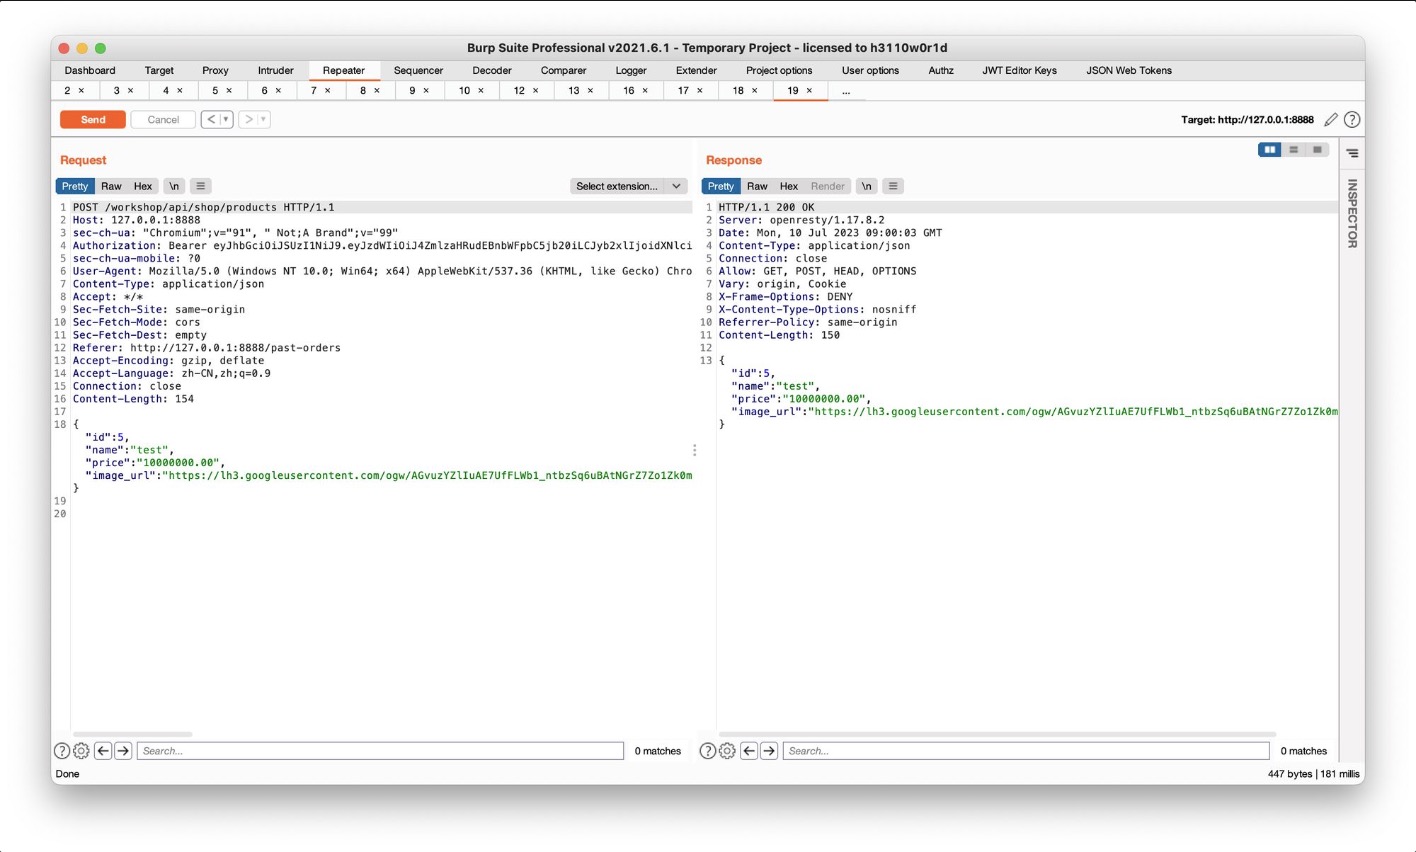 Burp Suite Professional v2021.6.1 - Temporary Project - licensed to h3110w0r1d
Dashboard Target Proxy Intruder Repeater Sequencer Decoder Comparer Logger Extender Project options User options Authz JWT Editor Keys JSON Web Tokens
2 × 3 × 4 × 5 × 6 × 7 × 8 × 9 × 10 × 12 × 13 × 16 × 17 × 18 × 19 × ...
Send Cancel < > Target: http://127.0.0.1:8888 ?
Request
Pretty Raw Hex \n Select extension...
1 POST /workshop/api/shop/products HTTP/1.1
2 Host: 127.0.0.1:8888
3 sec-ch-ua: "Chromium";v="91", " Not;A Brand";v="99"
4 Authorization: Bearer eyJhbGciOiJSUzI1NiJ9.eyJzdWIiOiJ4ZmlzaHRudEBnbWFpbC5jb20iLCJyb2xlIjoidXNlci
5 sec-ch-ua-mobile: ?0
6 User-Agent: Mozilla/5.0 (Windows NT 10.0; Win64; x64) AppleWebKit/537.36 (KHTML, like Gecko) Chro
7 Content-Type: application/json
8 Accept: */*
9 Sec-Fetch-Site: same-origin
10 Sec-Fetch-Mode: cors
11 Sec-Fetch-Dest: empty
12 Referer: http://127.0.0.1:8888/past-orders
13 Accept-Encoding: gzip, deflate
14 Accept-Language: zh-CN,zh;q=0.9
15 Connection: close
16 Content-Length: 154
17
18 {
"id":5,
"name":"test",
"price":"10000000.00",
"image_url":"https://lh3.googleusercontent.com/ogw/AGvuzYZlIuAE7UfFLWb1_ntbzSq6uBAtNGrZ7Zo1Zk0m
}
19
20
? Search... 0 matches
Response
Pretty Raw Hex Render \n
1 HTTP/1.1 200 OK
2 Server: openresty/1.17.8.2
3 Date: Mon, 10 Jul 2023 09:00:03 GMT
4 Content-Type: application/json
5 Connection: close
6 Allow: GET, POST, HEAD, OPTIONS
7 Vary: origin, Cookie
8 X-Frame-Options: DENY
9 X-Content-Type-Options: nosniff
10 Referrer-Policy: same-origin
11 Content-Length: 150
12
13 {
"id":5,
"name":"test",
"price":"10000000.00",
"image_url":"https://lh3.googleusercontent.com/ogw/AGvuzYZlIuAE7UfFLWb1_ntbzSq6uBAtNGrZ7Zo1Zk0m
}
? Search... 0 matches
INSPECTOR
Done 447 bytes | 181 millis